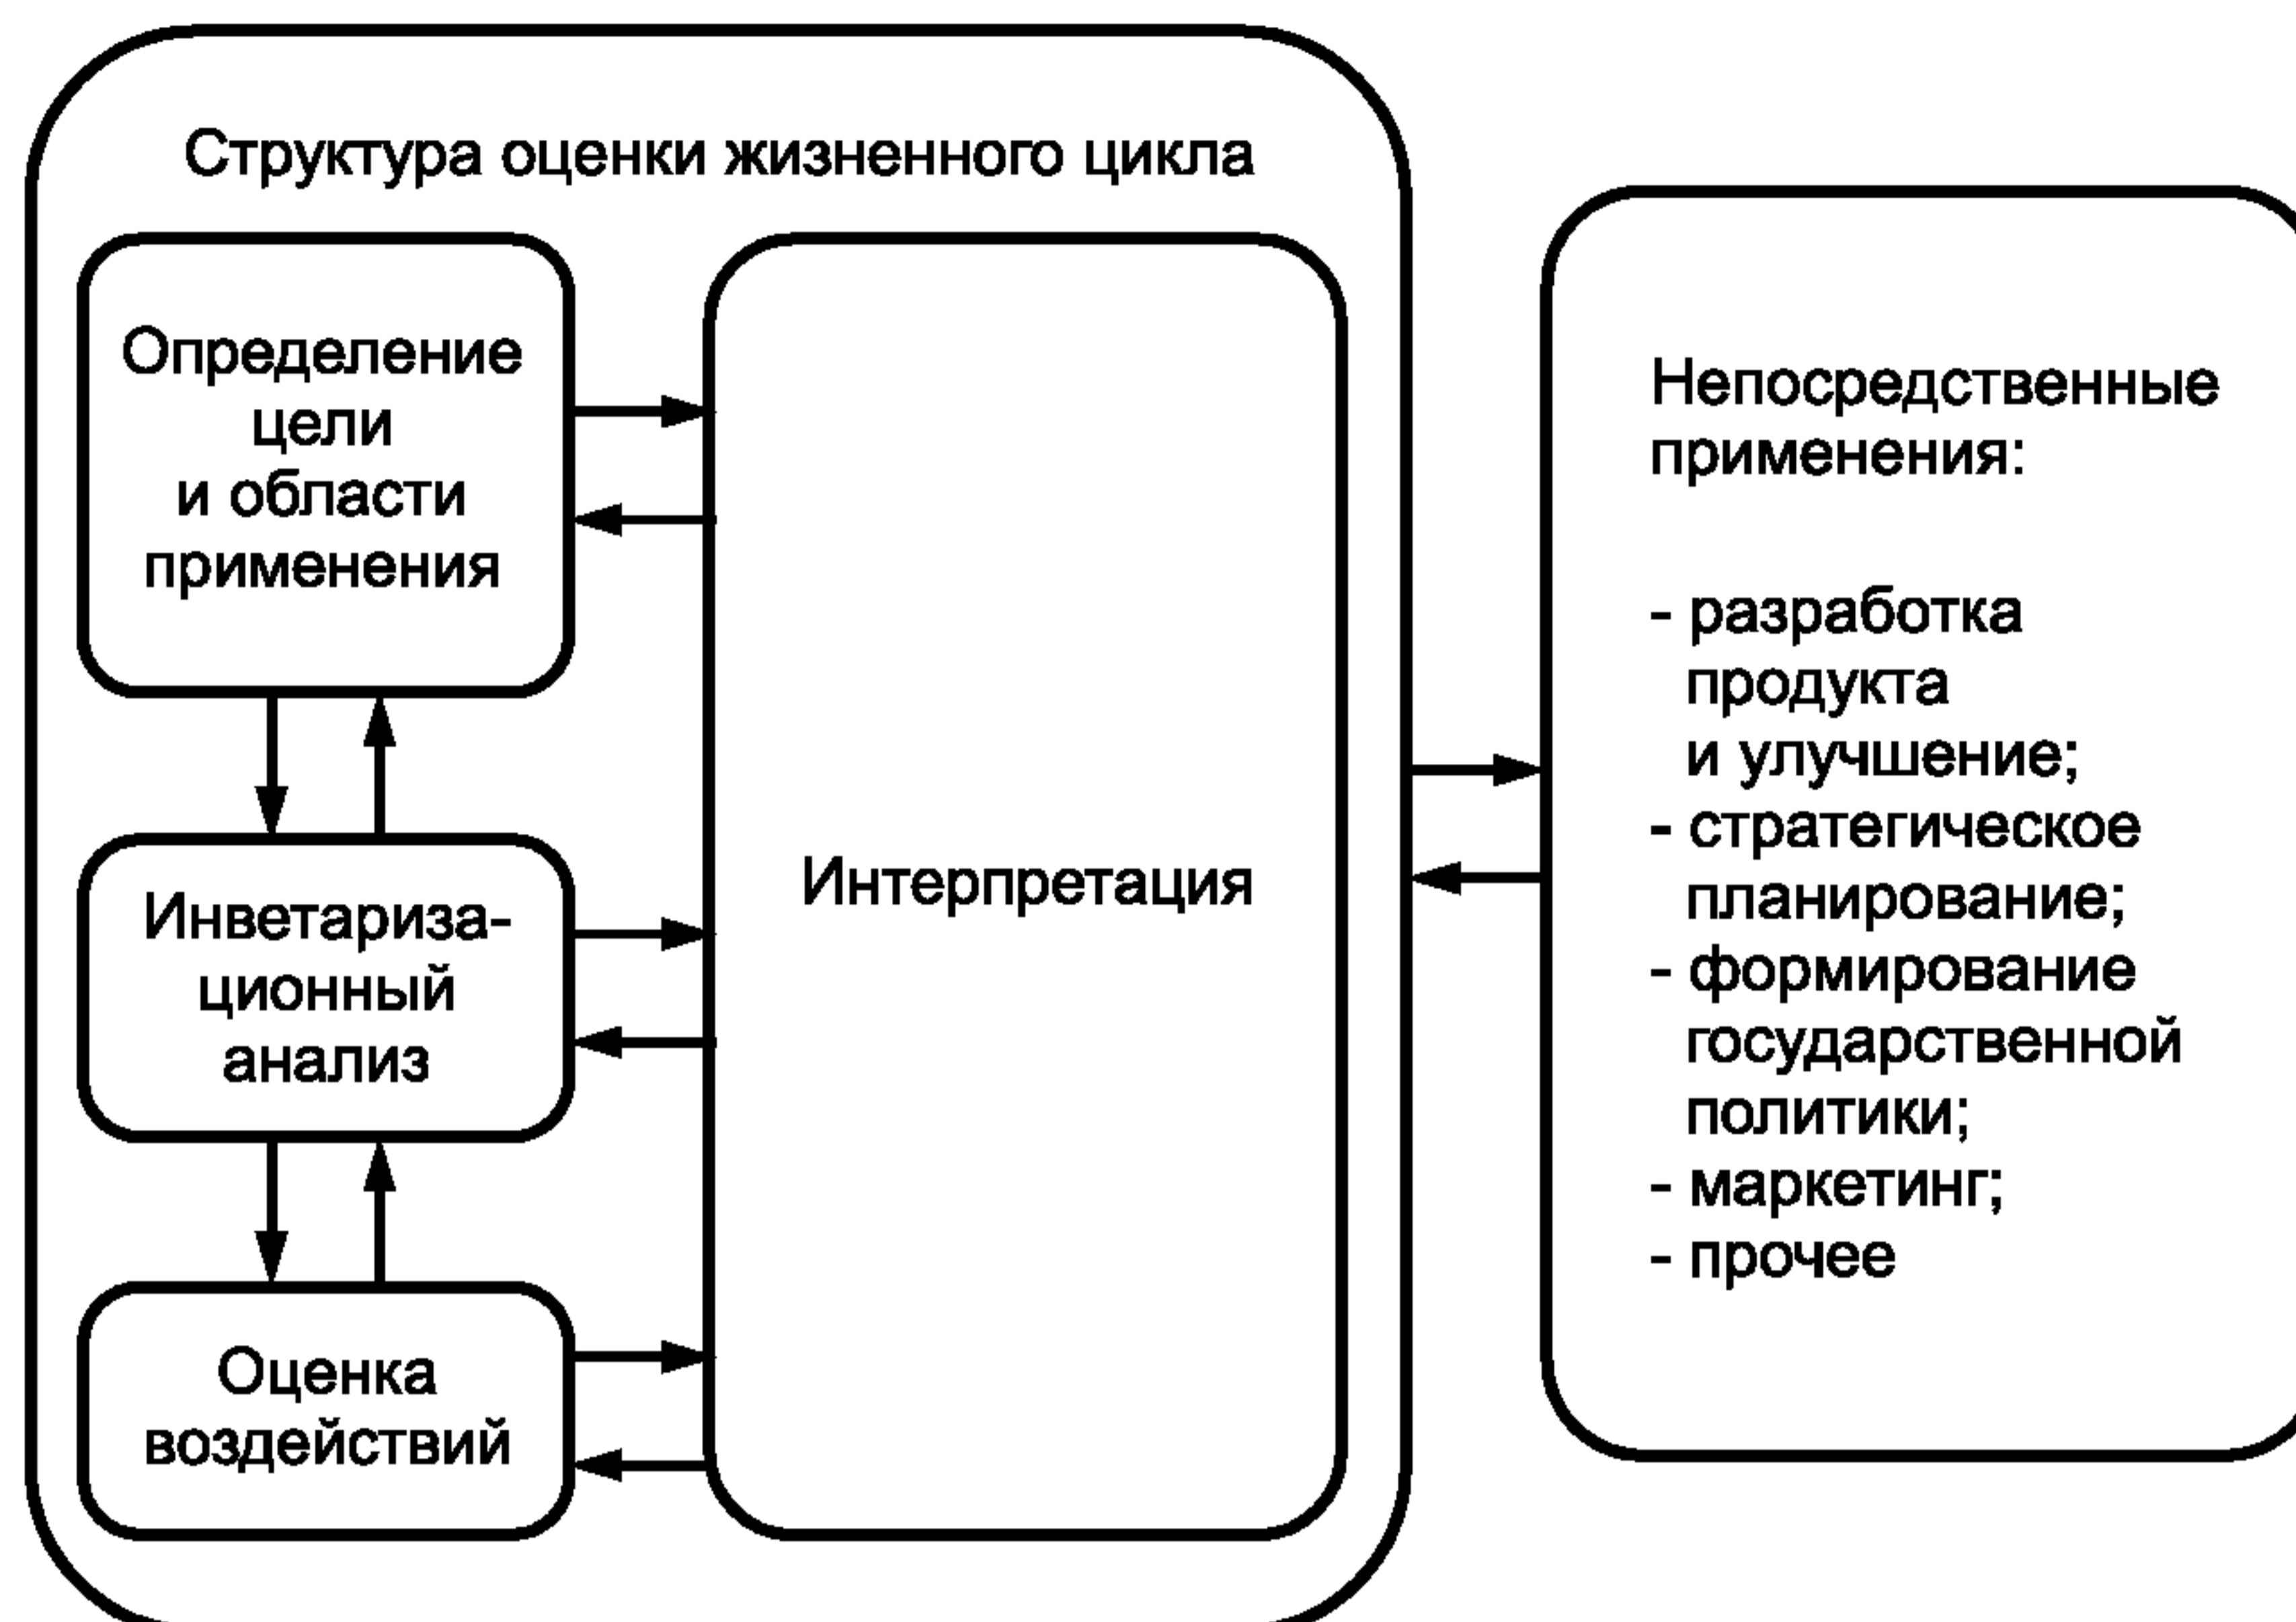 Структура оценки жизненного цикла
Определение
цели
и области
применения
Инветариза-
ционный
анализ
Оценка
воздействий
Интерпретация
Непосредственные
применения:
- разработка
продукта
и улучшение;
- стратегическое
планирование;
- формирование
государственной
политики;
- маркетинг;
- прочее